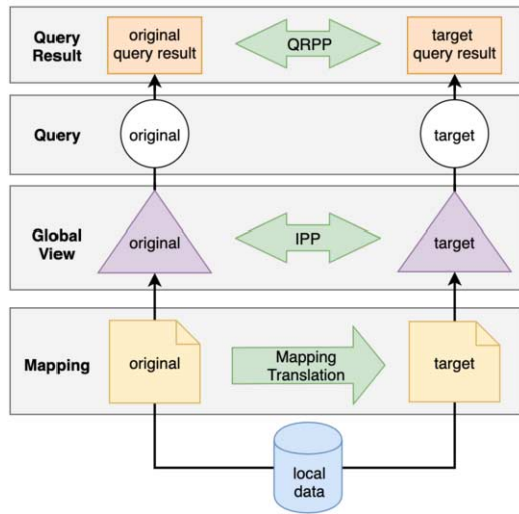 Query
Result
original
query result
QRPP
target
query result
Query
original
target
Global
View
original
IPP
target
Mapping
original
Mapping
Translation
target
local
data